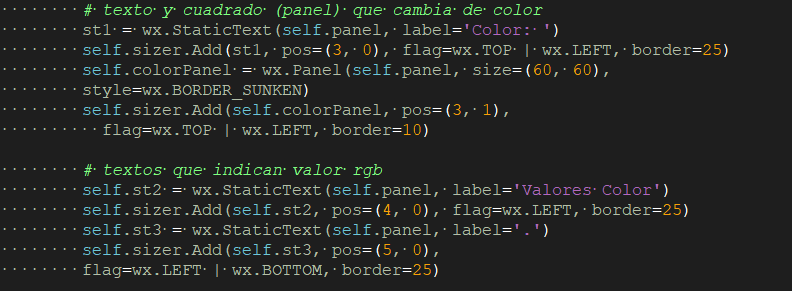 # texto y cuadrado (panel) que cambia de color
st1 = wx.StaticText(self.panel, label='Color: ')
self.sizer.Add(st1, pos=(3, 0), flag=wx.TOP | wx.LEFT, border=25)
self.colorPanel = wx.Panel(self.panel, size=(60, 60),
style=wx.BORDER_SUNKEN)
self.sizer.Add(self.colorPanel, pos=(3, 1),
  flag=wx.TOP | wx.LEFT, border=10)

# textos que indican valor rgb
self.st2 = wx.StaticText(self.panel, label='Valores Color')
self.sizer.Add(self.st2, pos=(4, 0), flag=wx.LEFT, border=25)
self.st3 = wx.StaticText(self.panel, label='.')
self.sizer.Add(self.st3, pos=(5, 0),
flag=wx.LEFT | wx.BOTTOM, border=25)